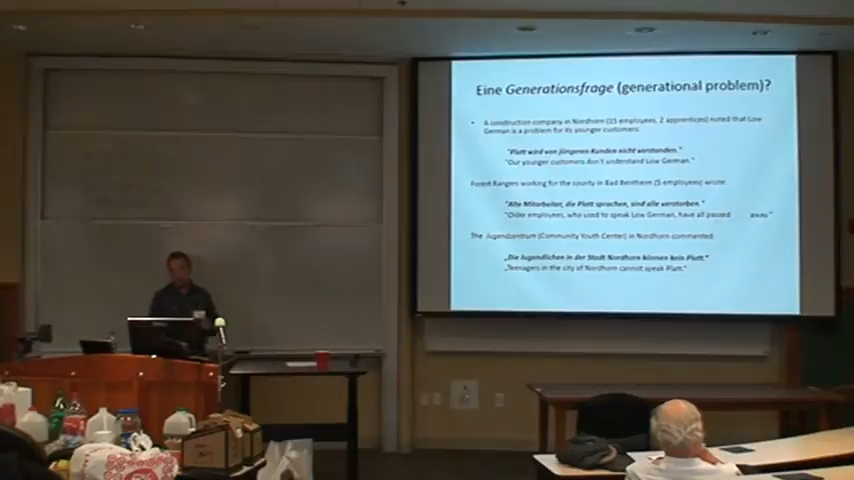 Eine Generationsfrage (generational problem)?
• A construction company in Nordhorn (15 employees, 2 apprentices) noted that Low
German is a problem for its younger customers:
"Platt wird von jüngeren Kunden nicht verstanden."
"Our younger customers don't understand Low German."
Forest Rangers working for the county in Bad Bentheim (5 employees) wrote:
"Alte Mitarbeiter, die Platt sprachen, sind alle verstorben."
"Older employees, who used to speak Low German, have all passed away"
The Jugendzentrum (Community Youth Center) in Nordhorn commented:
„Die Jugendlichen in der Stadt Nordhorn können kein Platt."
„Teenagers in the city of Nordhorn cannot speak Platt."